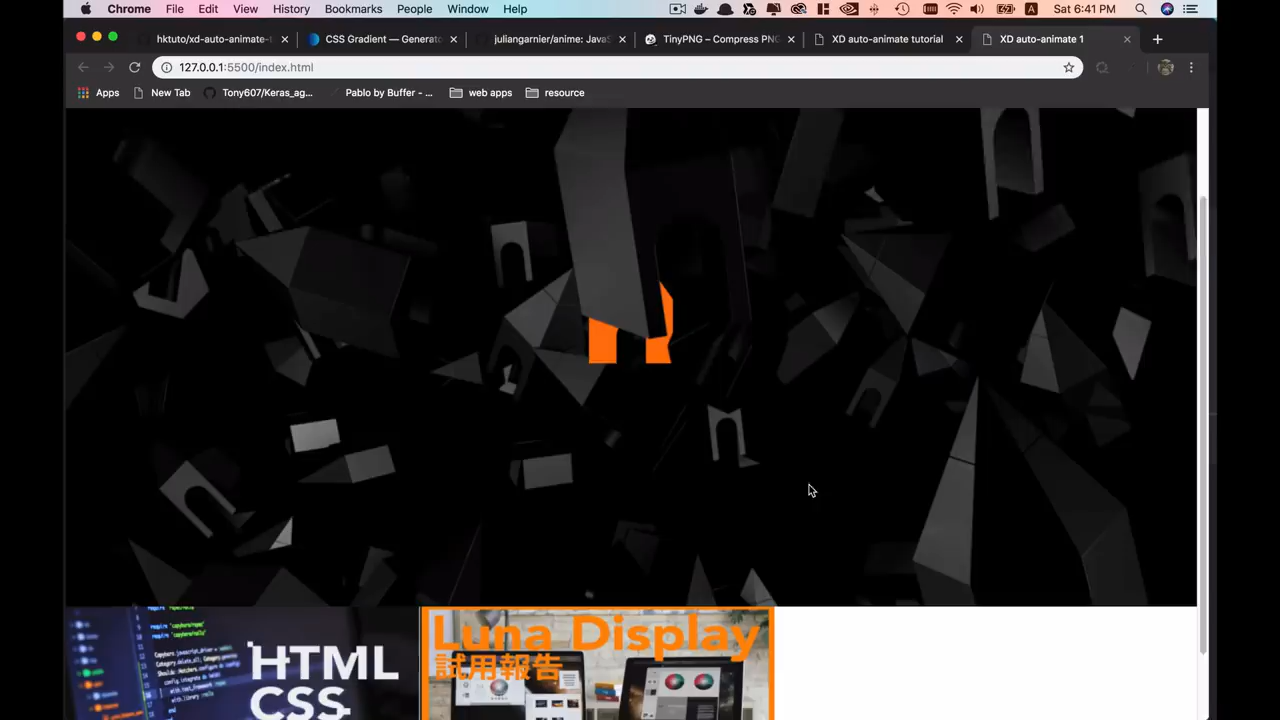 Chrome File Edit View History Bookmarks People Window Help A Sat 6:41 PM
hktuto/xd-auto-animate-t CSS Gradient — Generato juliangarnier/anime: JavaS TinyPNG – Compress PNG XD auto-animate tutorial XD auto-animate 1
127.0.0.1:5500/index.html
Apps New Tab Tony607/Keras_ag... Pablo by Buffer - ... web apps resource
HTML
CSS
Luna Display
試用報告